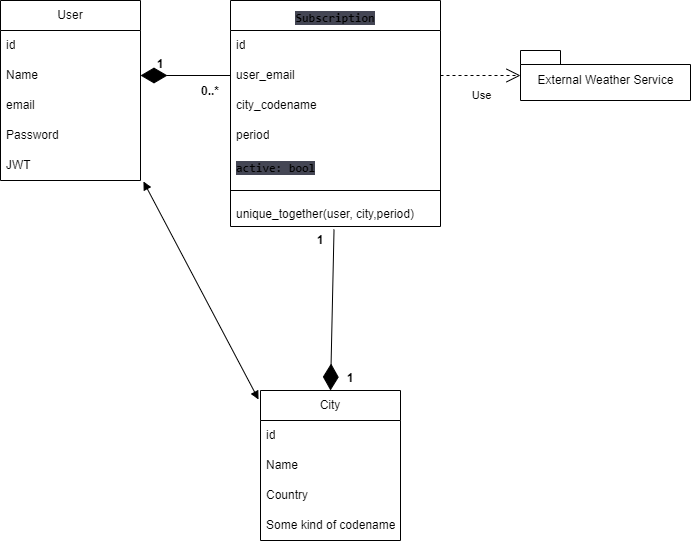 User
id
Name
email
Password
JWT
1
0..*
Subscription
id
user_email
city_codename
period
active: bool
unique_together(user, city,period)
Use
External Weather Service
1
1
City
id
Name
Country
Some kind of codename